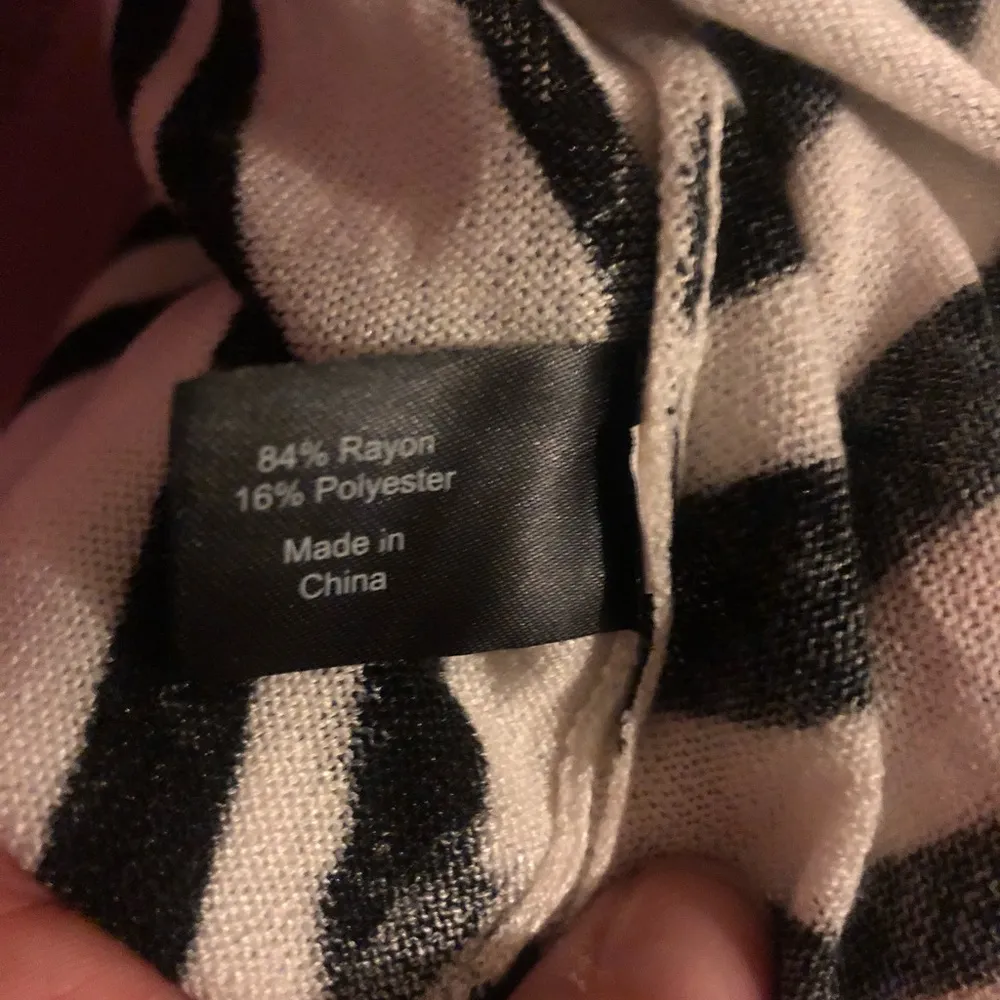 84% Rayon
16% Polyester
Made in
China